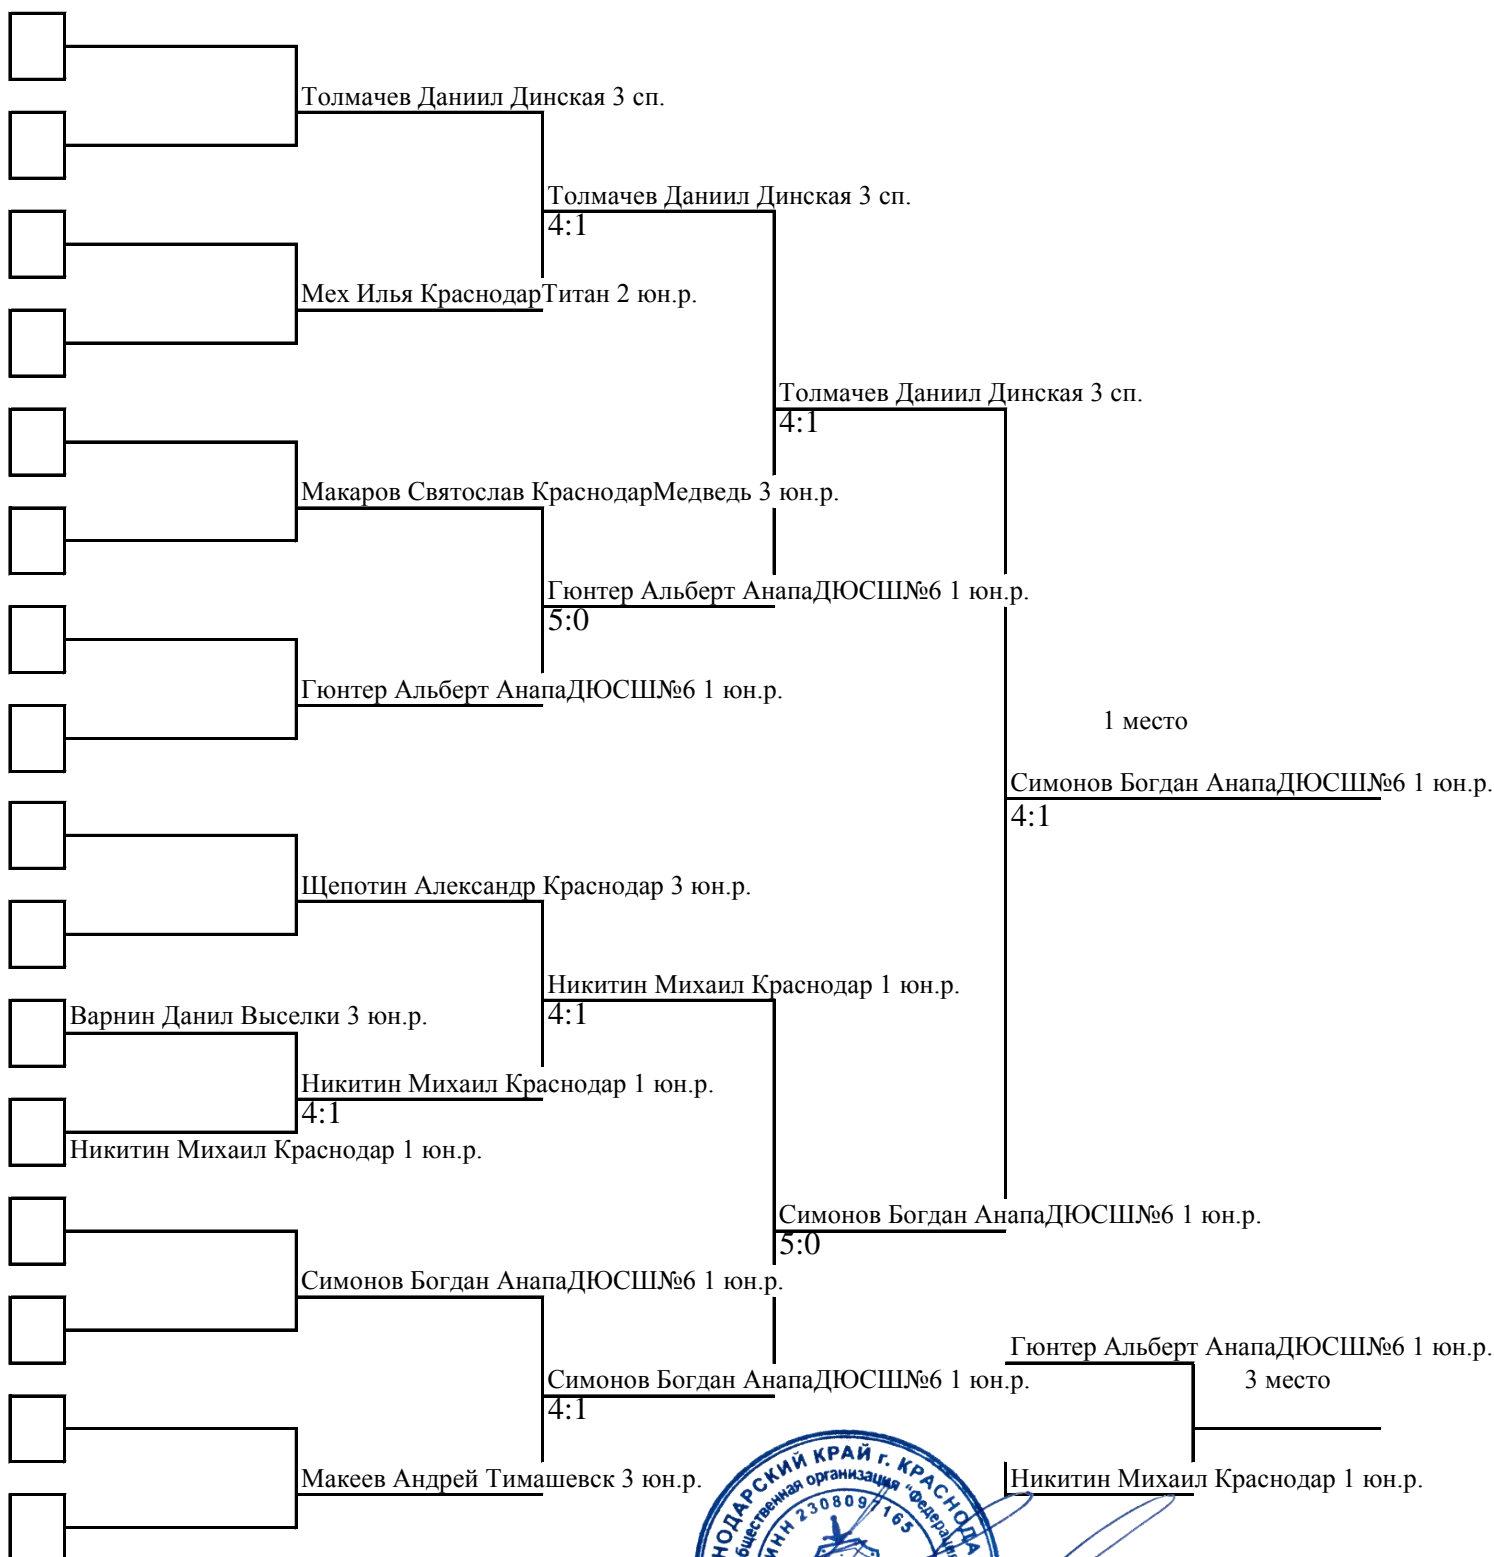 Толмачев Даниил Динская 3 сп.
Толмачев Даниил Динская 3 сп.
4:1
Мех Илья КраснодарТитан 2 юн.р.
Толмачев Даниил Динская 3 сп.
4:1
Макаров Святослав КраснодарМедведь 3 юн.р.
Гюнтер Альберт АнапаДЮСШ№6 1 юн.р.
5:0
Гюнтер Альберт АнапаДЮСШ№6 1 юн.р.
1 место
Симонов Богдан АнапаДЮСШ№6 1 юн.р.
4:1
Щепотин Александр Краснодар 3 юн.р.
Никитин Михаил Краснодар 1 юн.р.
4:1
Варнин Данил Выселки 3 юн.р.
Никитин Михаил Краснодар 1 юн.р.
4:1
Никитин Михаил Краснодар 1 юн.р.
Симонов Богдан АнапаДЮСШ№6 1 юн.р.
5:0
Симонов Богдан АнапаДЮСШ№6 1 юн.р.
Гюнтер Альберт АнапаДЮСШ№6 1 юн.р.
3 место
Симонов Богдан АнапаДЮСШ№6 1 юн.р.
4:1
Макеев Андрей Тимашевск 3 юн.р.
Никитин Михаил Краснодар 1 юн.р.
КРАЙ г.
организация
ИНН 2308097165